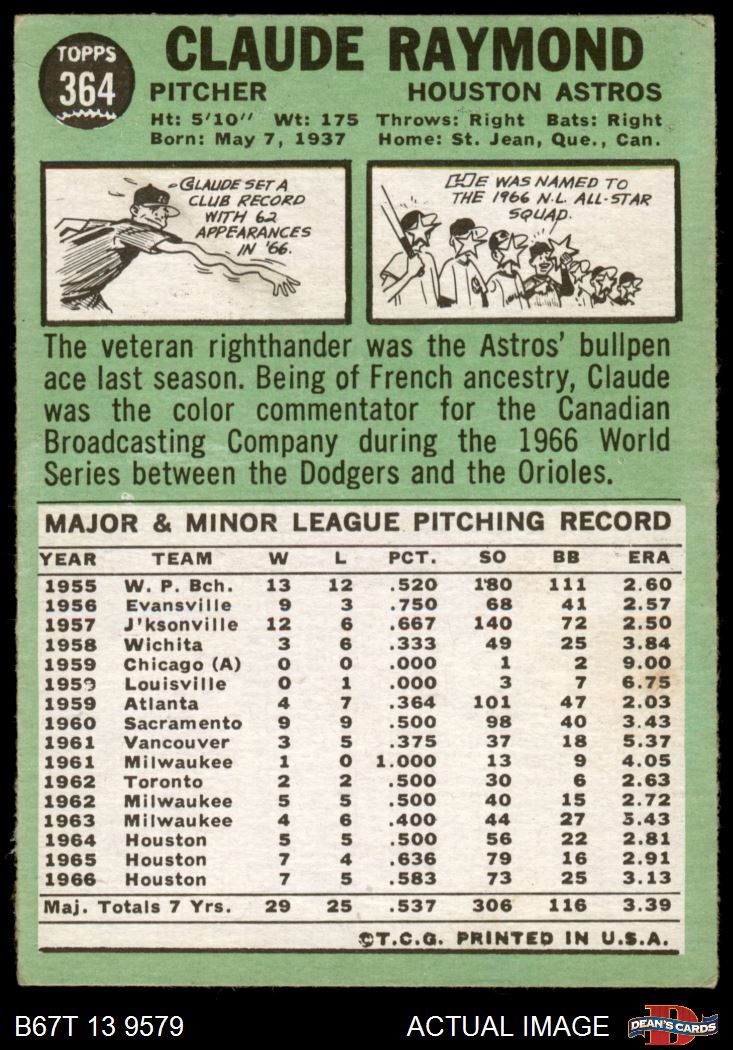 TOPPS
364
CLAUDE RAYMOND
PITCHER HOUSTON ASTROS
Ht: 5'10" Wt: 175 Throws: Right Bats: Right
Born: May 7, 1937 Home: St. Jean, Que., Can.
CLAUDE SET A
CLUB RECORD
WITH 62
APPEARANCES
IN '66.
HE WAS NAMED TO
THE 1966 N.L. ALL-STAR
SQUAD.
The veteran righthander was the Astros' bullpen
ace last season. Being of French ancestry, Claude
was the color commentator for the Canadian
Broadcasting Company during the 1966 World
Series between the Dodgers and the Orioles.
MAJOR & MINOR LEAGUE PITCHING RECORD
YEAR TEAM W L PCT. SO BB ERA
1955 W. P. Bch. 13 12 .520 180 111 2.60
1956 Evansville 9 3 .750 68 41 2.57
1957 J'ksonville 12 6 .667 140 72 2.50
1958 Wichita 3 6 .333 49 25 3.84
1959 Chicago (A) 0 0 .000 1 2 9.00
1959 Louisville 0 1 .000 3 7 6.75
1959 Atlanta 4 7 .364 101 47 2.03
1960 Sacramento 9 9 .500 98 40 3.43
1961 Vancouver 3 5 .375 37 18 5.37
1961 Milwaukee 1 0 1.000 13 9 4.05
1962 Toronto 2 2 .500 30 6 2.63
1962 Milwaukee 5 5 .500 40 15 2.72
1963 Milwaukee 4 6 .400 44 27 5.43
1964 Houston 5 5 .500 56 22 2.81
1965 Houston 7 4 .636 79 16 2.91
1966 Houston 7 5 .583 73 25 3.13
Maj. Totals 7 Yrs. 29 25 .537 306 116 3.39
©T.C.G. PRINTED IN U.S.A.
B67T 13 9579 ACTUAL IMAGE DEAN'S CARDS